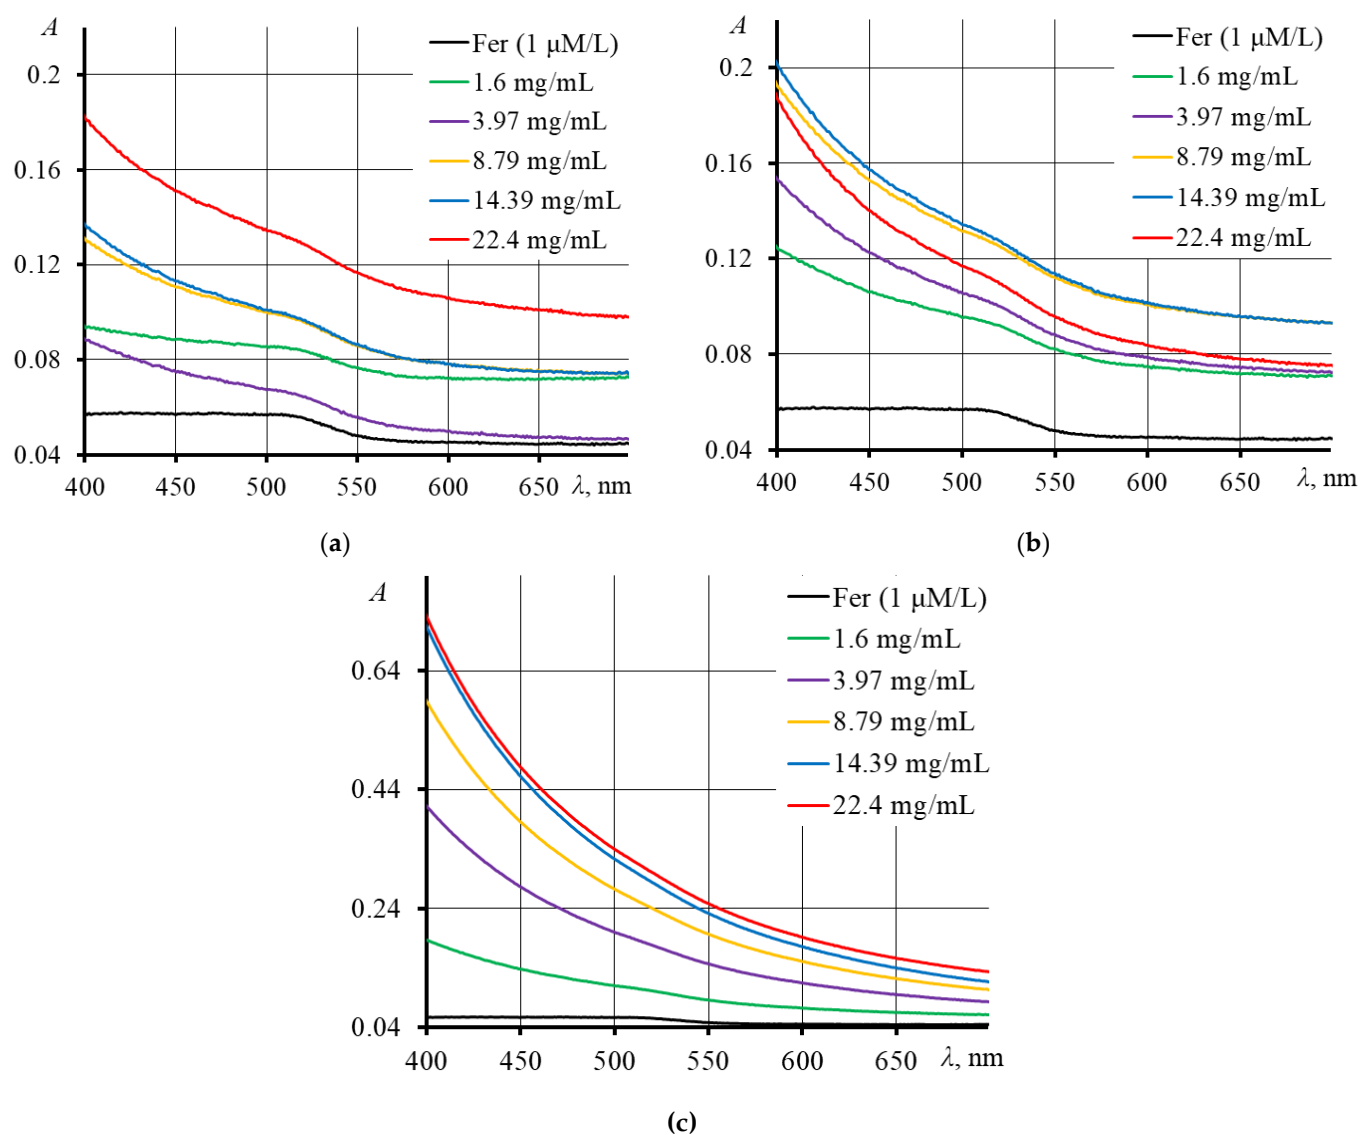 A
Fer (1 μM/L)
1.6 mg/mL
3.97 mg/mL
8.79 mg/mL
14.39 mg/mL
22.4 mg/mL
0.2
0.16
0.12
0.08
0.04
400 450 500 550 600 650 λ, nm
(a)
A
Fer (1 μM/L)
1.6 mg/mL
3.97 mg/mL
8.79 mg/mL
14.39 mg/mL
22.4 mg/mL
0.2
0.16
0.12
0.08
0.04
400 450 500 550 600 650 λ, nm
(b)
A
Fer (1 μM/L)
1.6 mg/mL
3.97 mg/mL
8.79 mg/mL
14.39 mg/mL
22.4 mg/mL
0.64
0.44
0.24
0.04
400 450 500 550 600 650 λ, nm
(c)